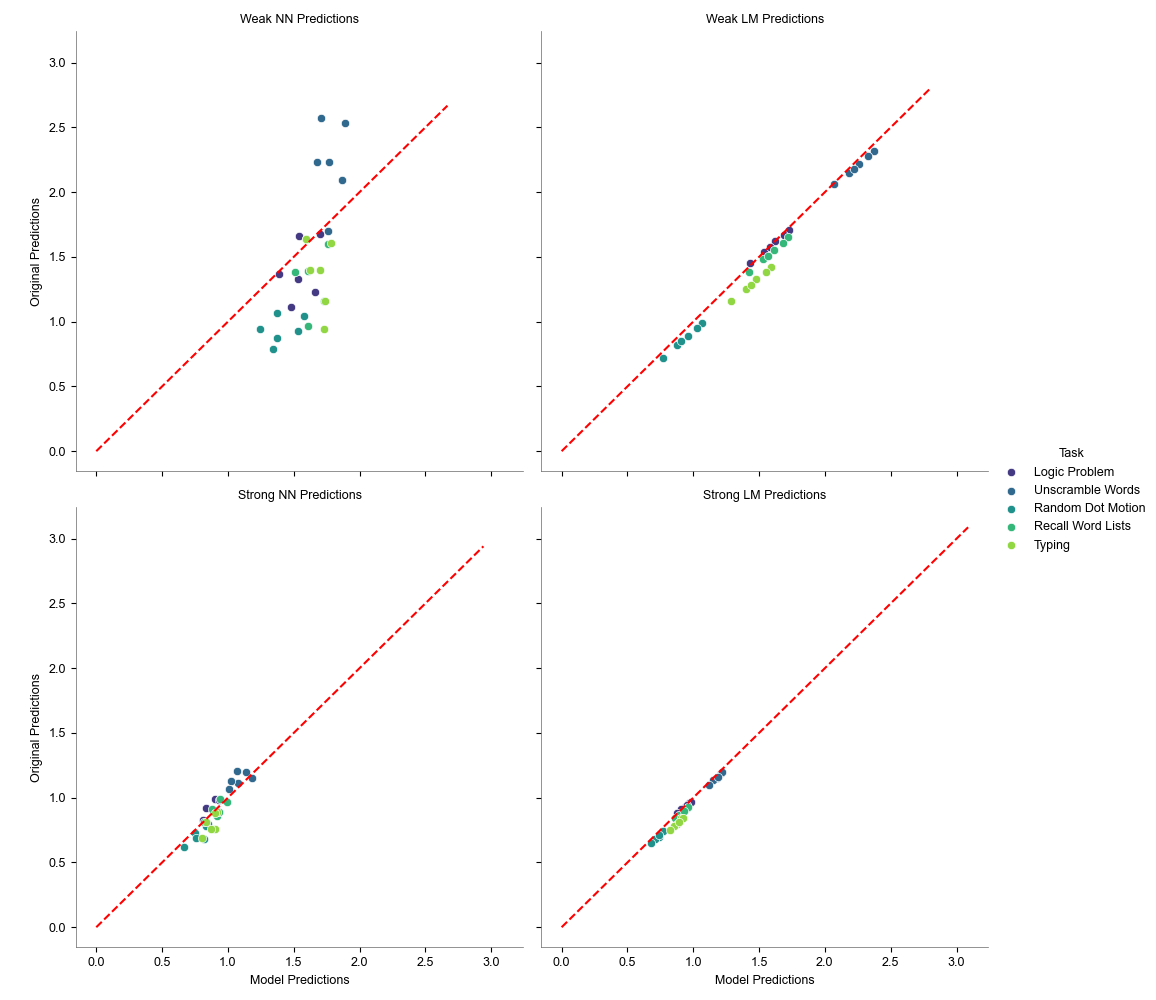 Weak NN Predictions
Weak LM Predictions
3.0
2.5
2.0
1.5
1.0
0.5
0.0
Original Predictions
Strong NN Predictions
Strong LM Predictions
3.0
2.5
2.0
1.5
1.0
0.5
0.0
Original Predictions
0.0 0.5 1.0 1.5 2.0 2.5 3.0
0.0 0.5 1.0 1.5 2.0 2.5 3.0
Model Predictions
Model Predictions
Task
Logic Problem
Unscramble Words
Random Dot Motion
Recall Word Lists
Typing